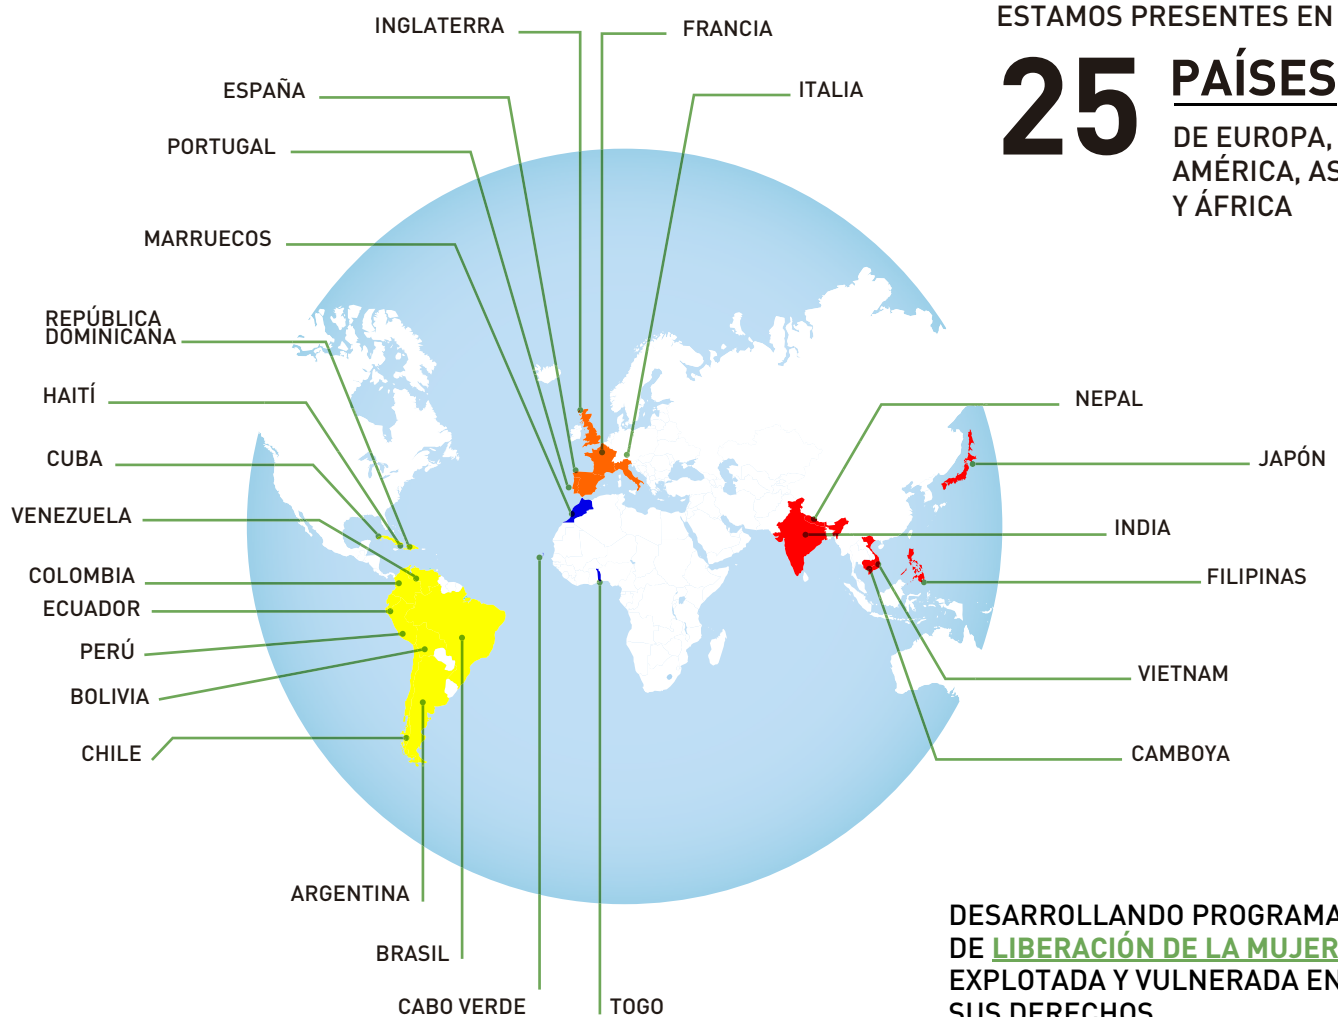 ESTAMOS PRESENTES EN
25 PAÍSES
DE EUROPA,
AMÉRICA, AS
Y ÁFRICA
INGLATERRA
FRANCIA
ESPAÑA
ITALIA
PORTUGAL
MARRUECOS
REPÚBLICA
DOMINICANA
HAITÍ
CUBA
VENEZUELA
COLOMBIA
ECUADOR
PERÚ
BOLIVIA
CHILE
NEPAL
JAPÓN
INDIA
FILIPINAS
VIETNAM
CAMBOYA
ARGENTINA
BRASIL
CABO VERDE
TOGO
DESARROLLANDO PROGRAMA
DE LIBERACIÓN DE LA MUJER
EXPLOTADA Y VULNERADA EN
SUS DERECHOS